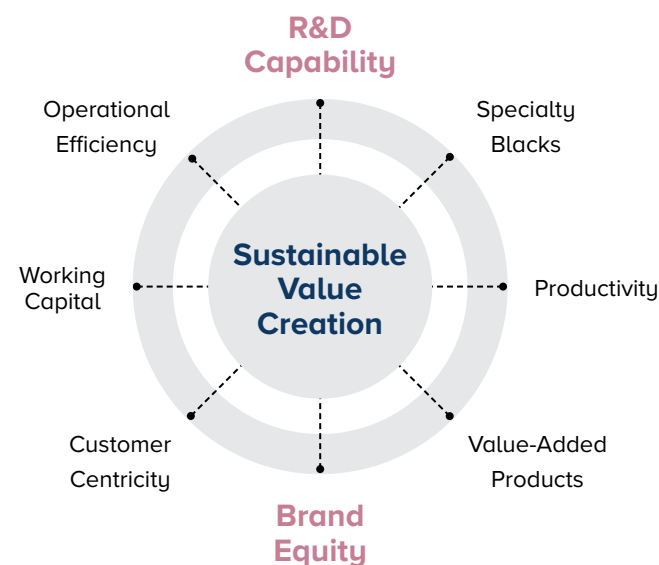 R&D
Capability
Operational
Efficiency
Specialty
Blacks
Working
Capital
Sustainable
Value
Creation
Productivity
Customer
Centricity
Value-Added
Products
Brand
Equity